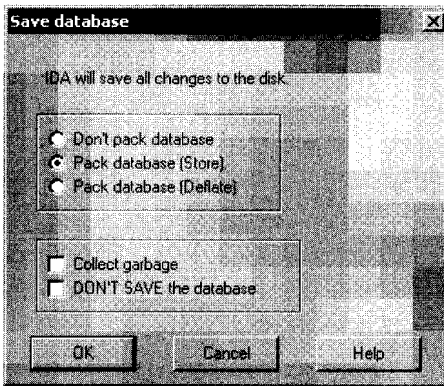 Save database
IDA will save all changes to the disk.
Don't pack database
Pack database (Store)
Pack database (Deflate)
Collect garbage
DON'T SAVE the database
OK
Cancel
Help